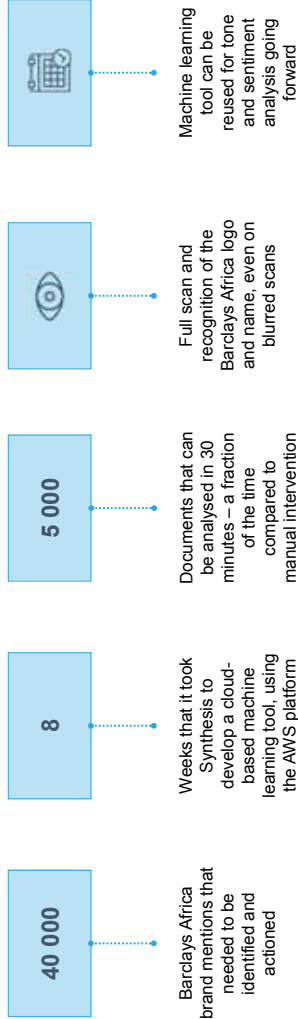 40 000
Barclays Africa
brand mentions that
needed to be
identified and
actioned
8
Weeks that it took
Synthesis to
develop a cloud-
based machine
learning tool, using
the AWS platform
5 000
Documents that can
be analysed in 30
minutes – a fraction
of the time
compared to
manual intervention
Full scan and
recognition of the
Barclays Africa logo
and name, even on
blurred scans
Machine learning
tool can be
reused for tone
and sentiment
analysis going
forward